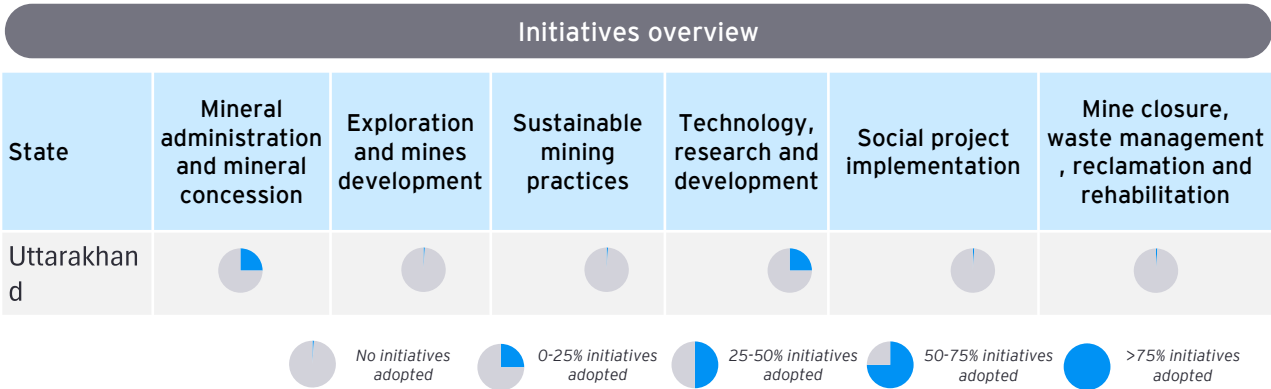 Initiatives overview
State
Mineral
administration
and mineral
concession
Exploration
and mines
development
Sustainable
mining
practices
Technology,
research and
development
Social project
implementation
Mine closure,
waste management
, reclamation and
rehabilitation
Uttarakhan
d
No initiatives
adopted
0-25% initiatives
adopted
25-50% initiatives
adopted
50-75% initiatives
adopted
>75% initiatives
adopted